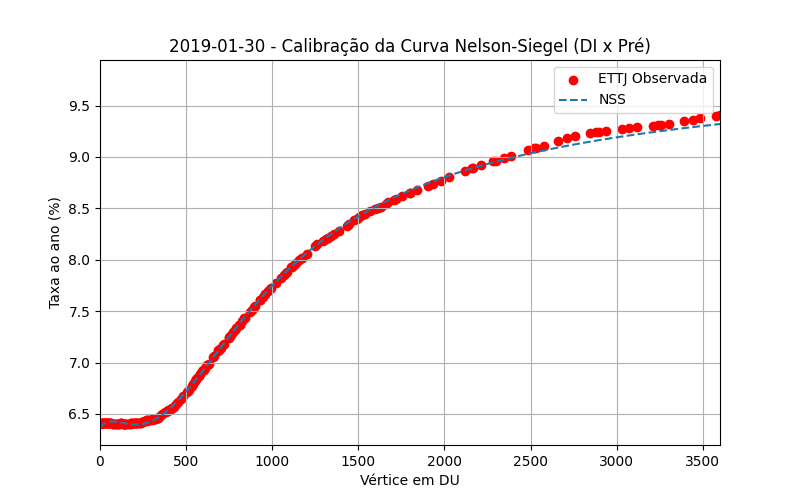 2019-01-30 - Calibração da Curva Nelson-Siegel (DI x Pré)
ETTJ Observada
NSS
9.5
9.0
8.5
8.0
7.5
7.0
6.5
Taxa ao ano (%)
0 500 1000 1500 2000 2500 3000 3500
Vértice em DU